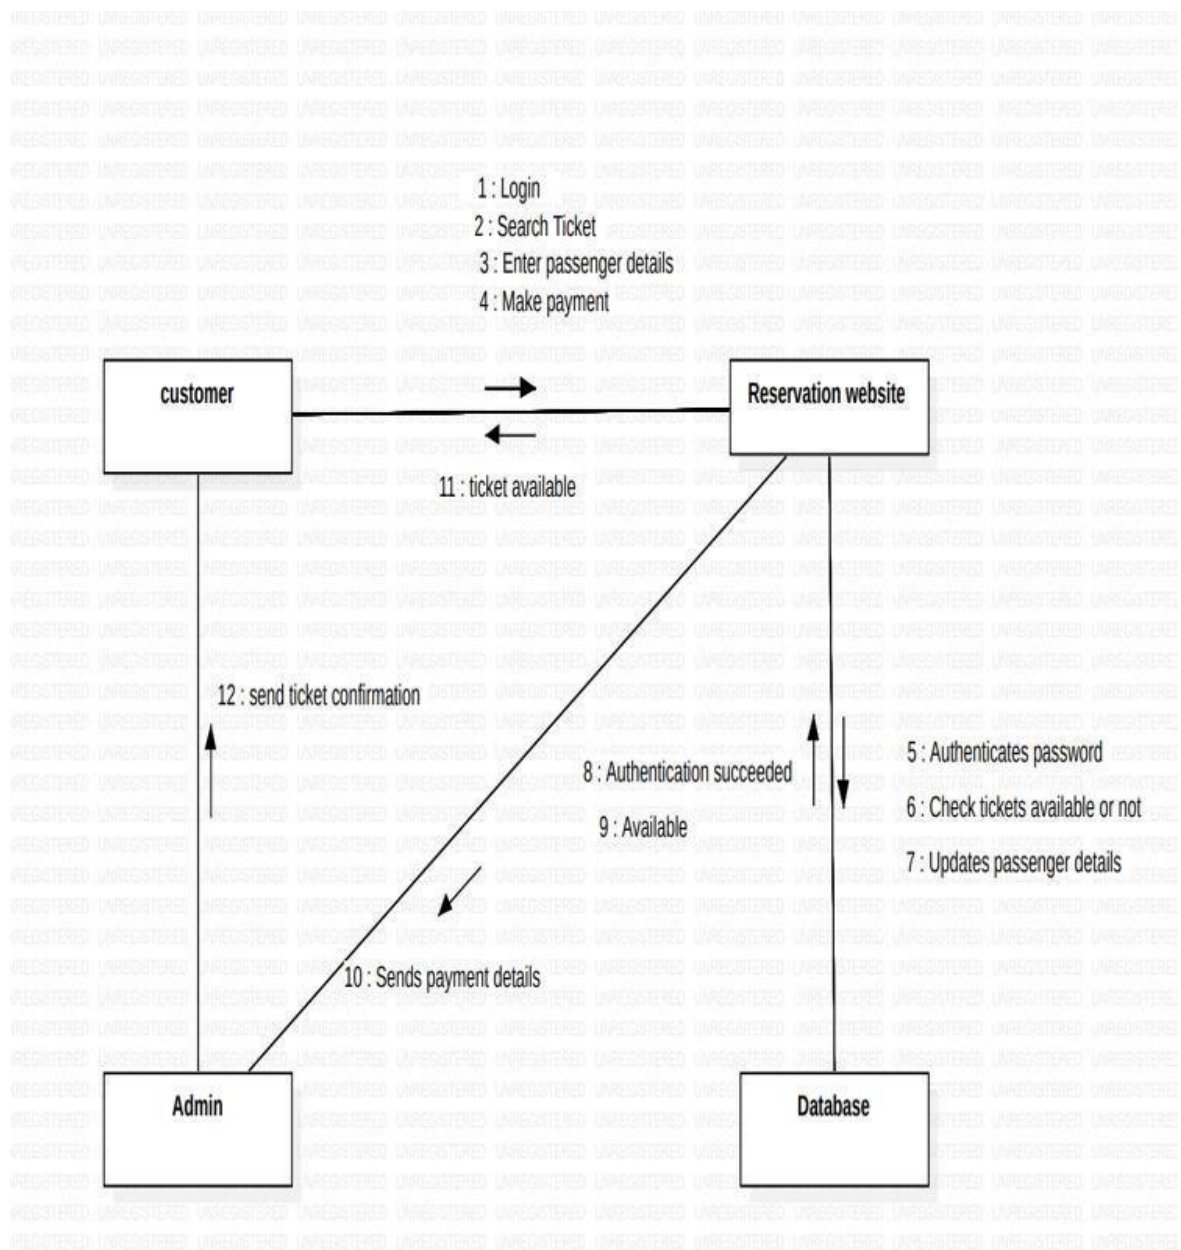 1 : Login
2 : Search Ticket
3 : Enter passenger details
4 : Make payment
customer
Reservation website
11 : ticket available
12 : send ticket confirmation
8 : Authentication succeeded
9 : Available
5 : Authenticates password
6 : Check tickets available or not
7 : Updates passenger details
10 : Sends payment details
Admin
Database
UNREGISTERED